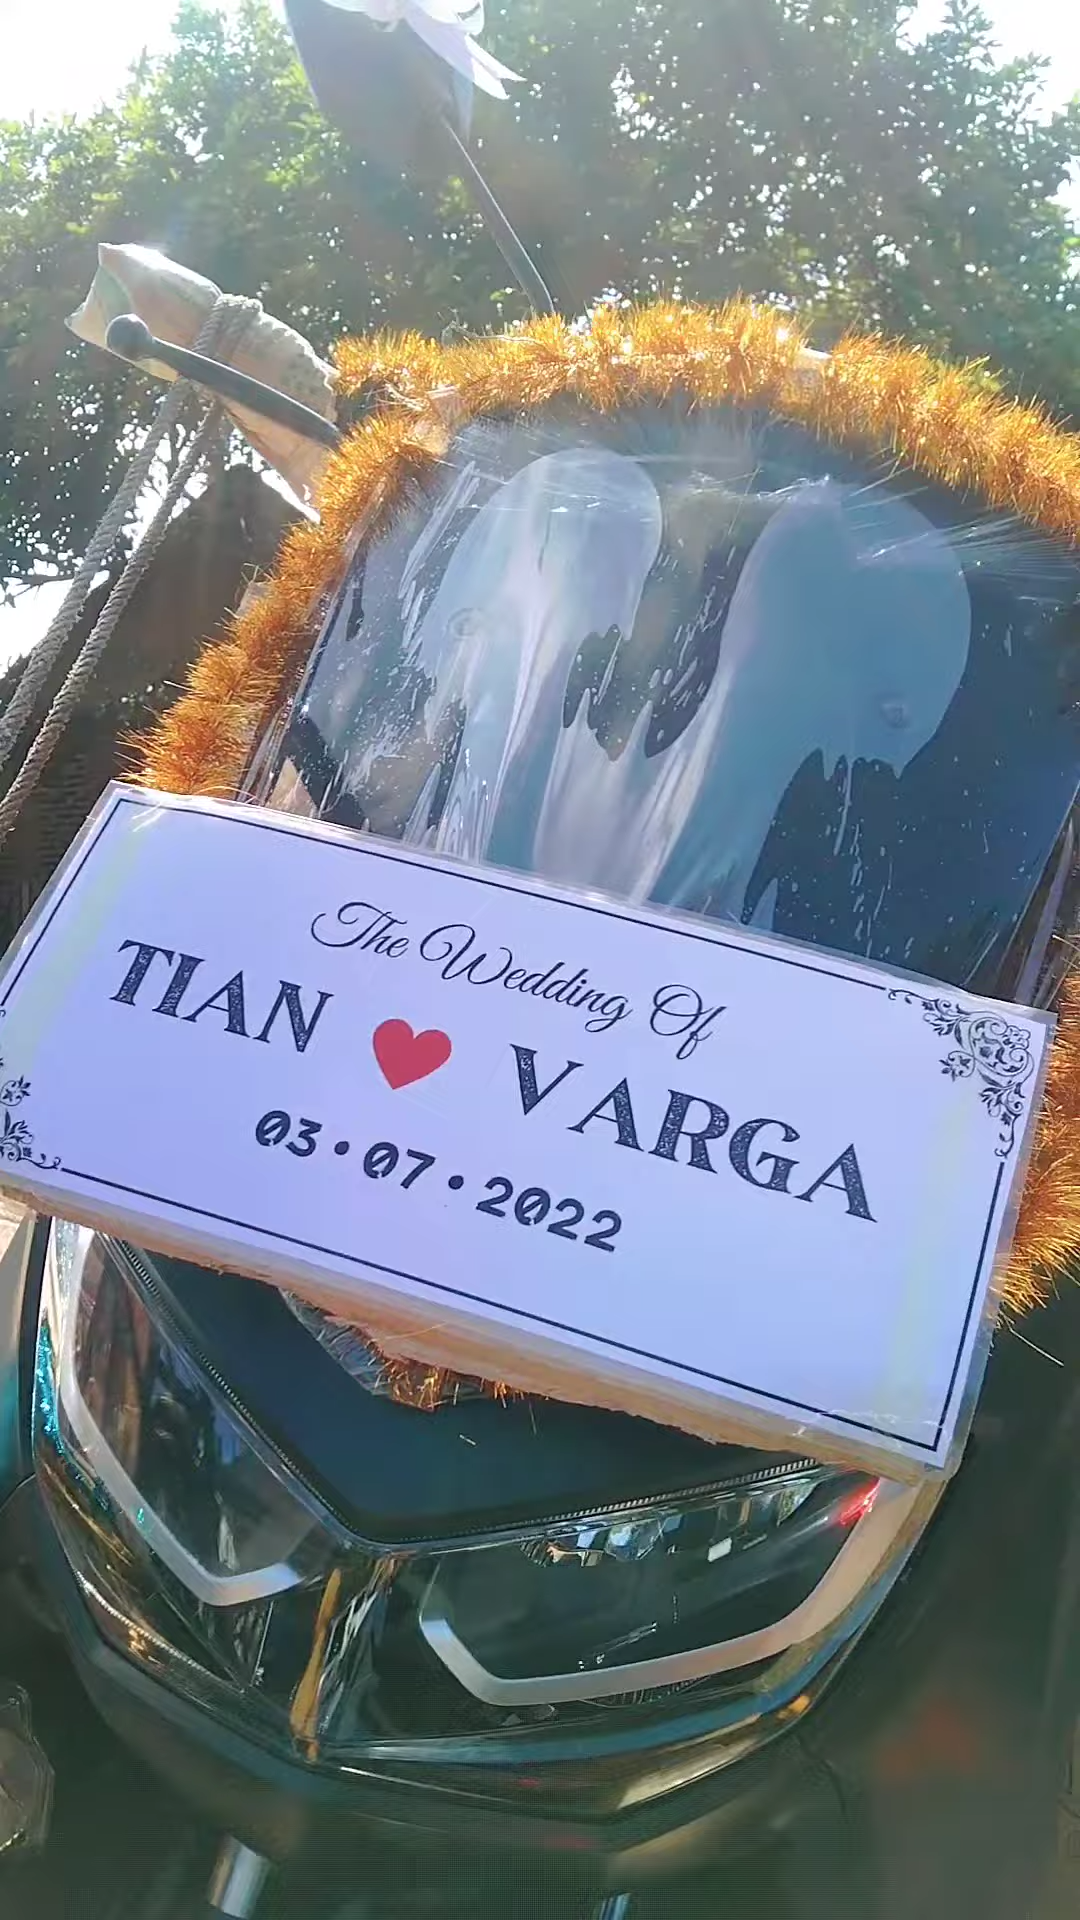 The Wedding Of
TIAN ❤ VARGA
03•07•2022